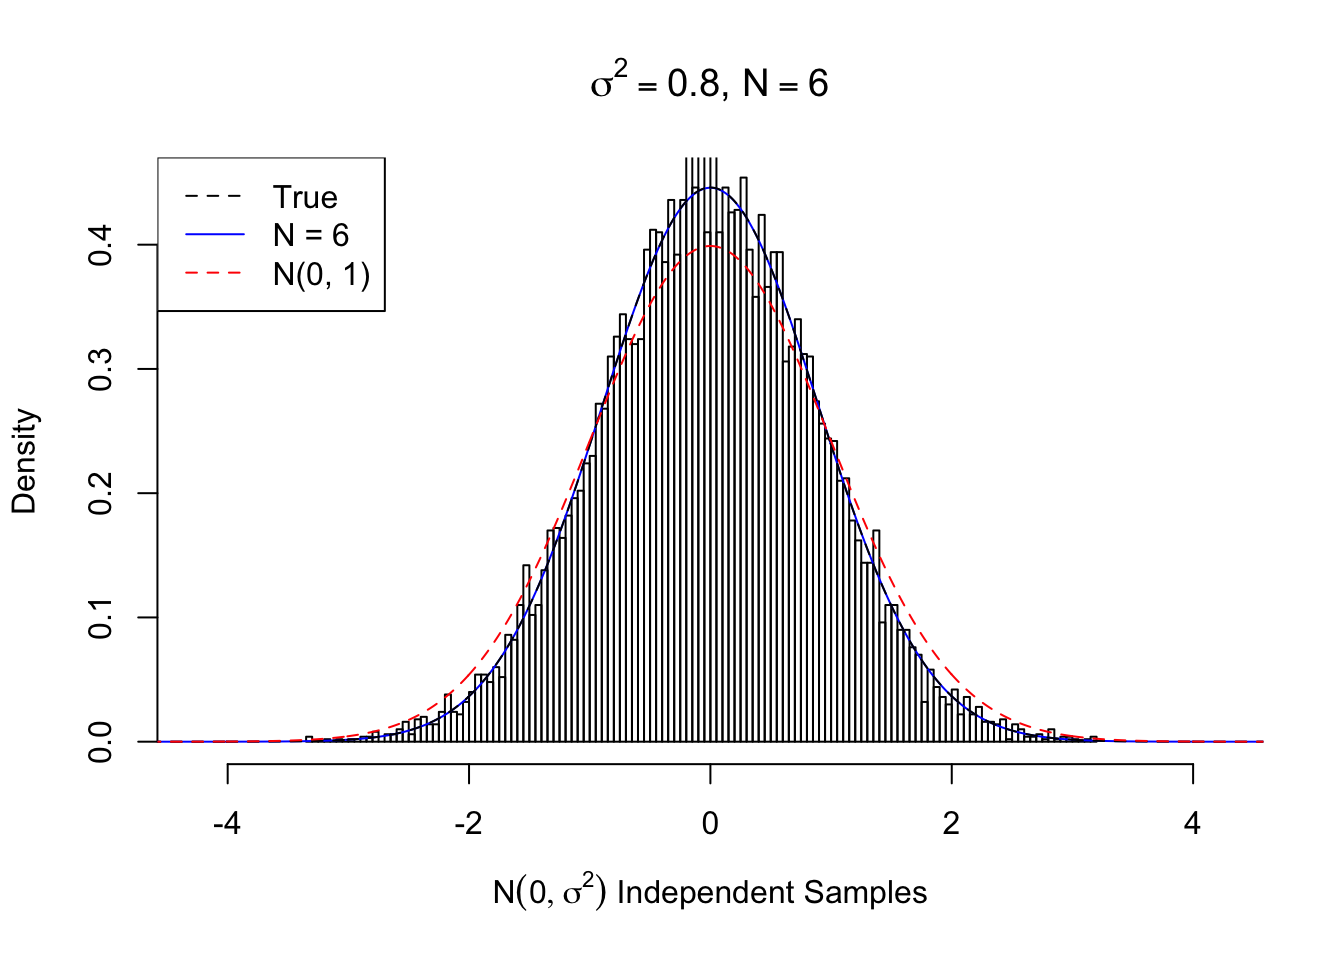 σ² = 0.8, N = 6
True
N = 6
N(0, 1)
Density
0.0
0.1
0.2
0.3
0.4
-4
-2
0
2
4
N(0, σ²) Independent Samples